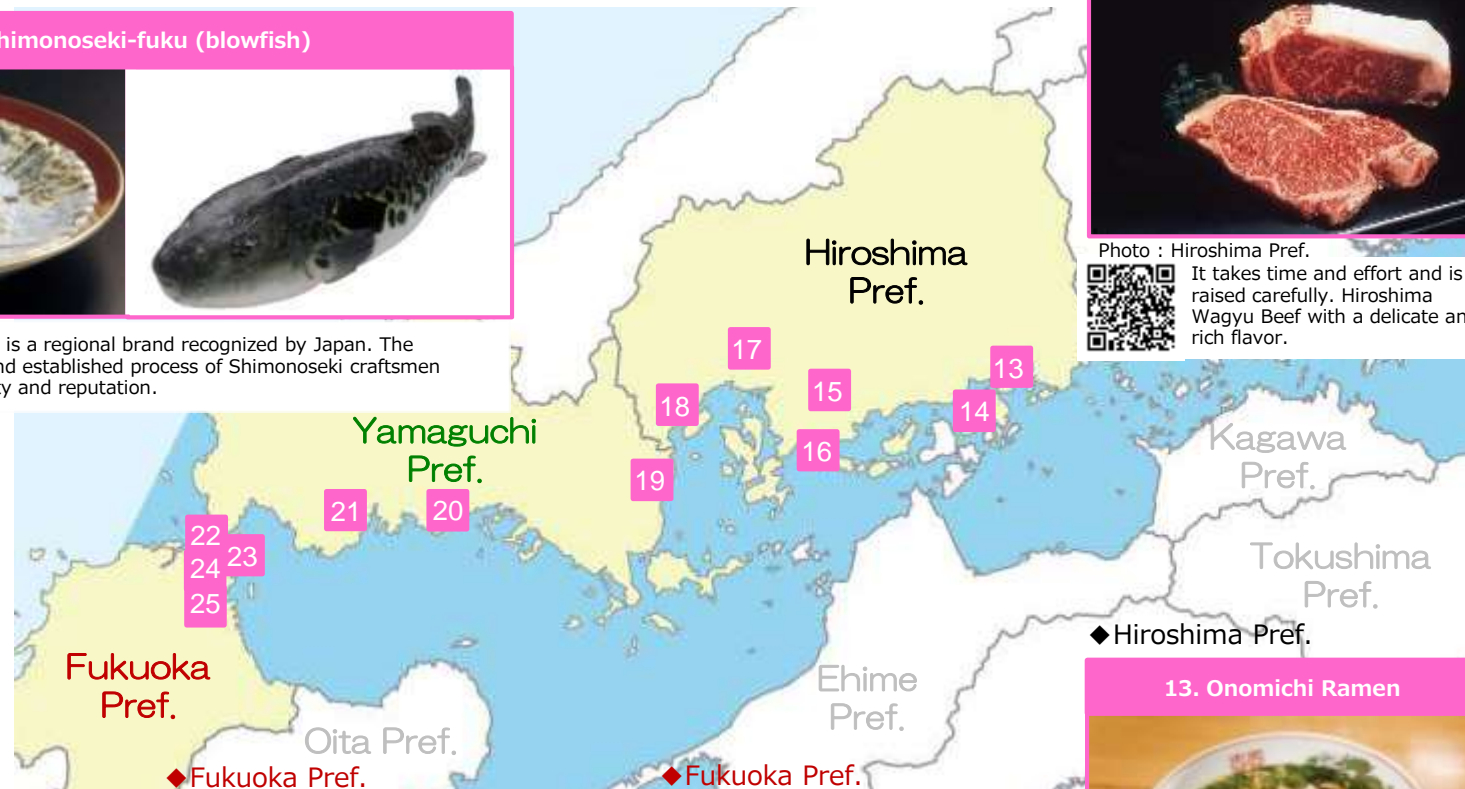 himonoseki-fuku (blowfish)
is a regional brand recognized by Japan. The
nd established process of Shimonoseki craftsmen
ty and reputation.
Photo : Hiroshima Pref.
It takes time and effort and is
raised carefully. Hiroshima
Wagyu Beef with a delicate an
rich flavor.
Hiroshima
Pref.
17
13
15
18
14
16
Yamaguchi
Pref.
Kagawa
Pref.
19
21
20
22
23
24
25
Tokushima
Pref.
◆Hiroshima Pref.
Fukuoka
Pref.
Ehime
Pref.
13. Onomichi Ramen
Oita Pref.
◆Fukuoka Pref.
◆Fukuoka Pref.